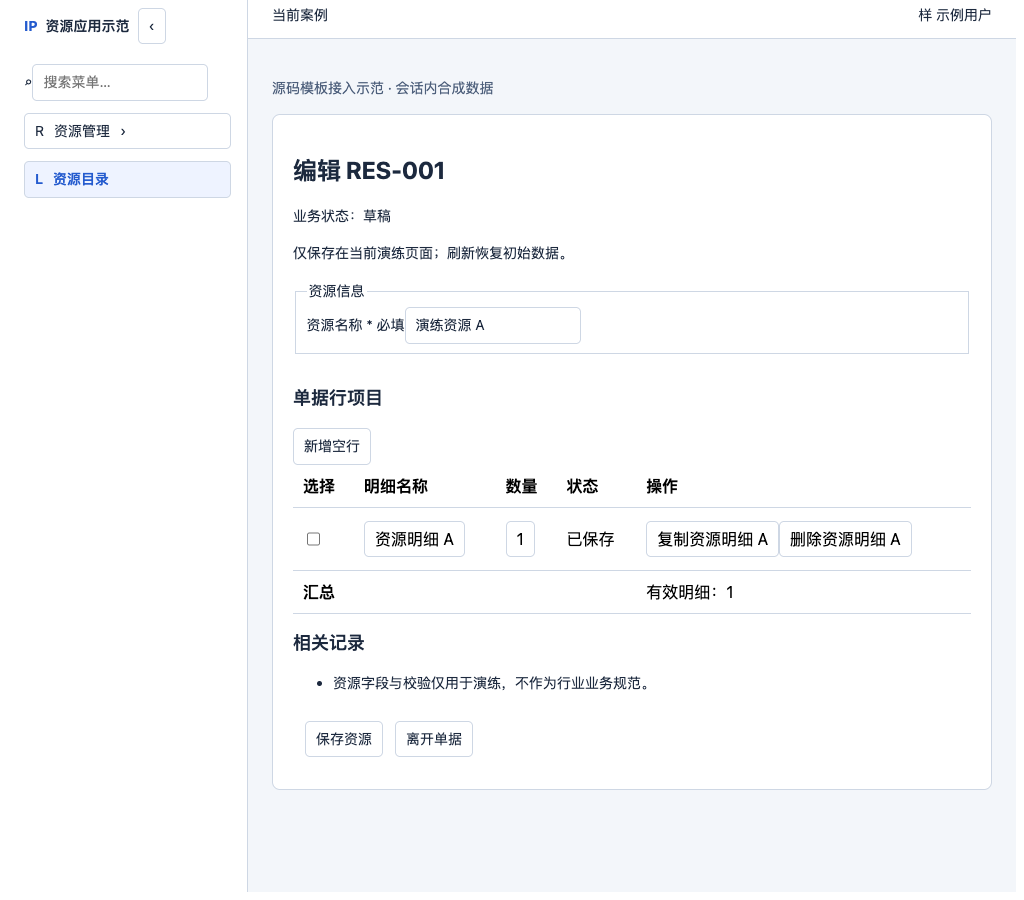 IP 资源应用示范 ‹
当前案例
样 示例用户
⌕ 搜索菜单...
R 资源管理 ›
L 资源目录
源码模板接入示范 · 会话内合成数据
编辑 RES-001
业务状态：草稿
仅保存在当前演练页面；刷新恢复初始数据。
资源信息
资源名称 * 必填 演练资源 A
单据行项目
新增空行
选择 明细名称 数量 状态 操作
资源明细 A 1 已保存 复制资源明细 A 删除资源明细 A
汇总 有效明细：1
相关记录
• 资源字段与校验仅用于演练，不作为行业业务规范。
保存资源 离开单据